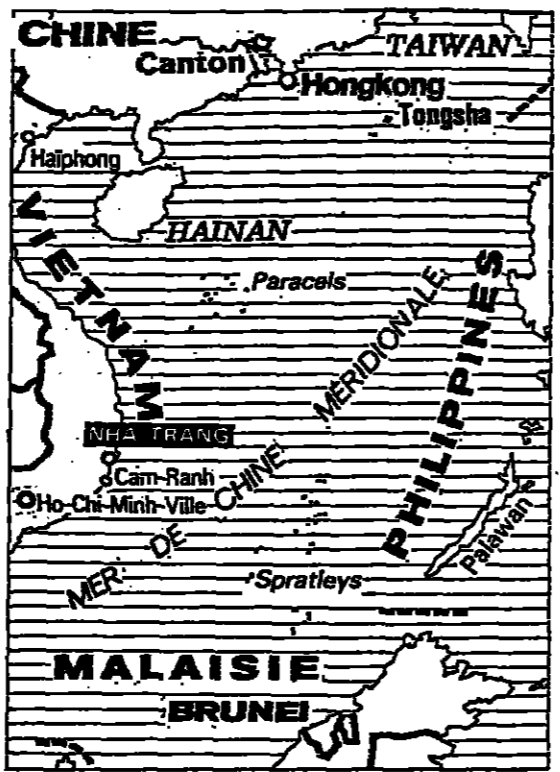 CHINE
TAIWAN
Canton
Hongkong
Tongsha
Haïphong
HAINAN
VIETNAM
Paracels
MER DE CHINE MÉRIDIONALE
PHILIPPINES
NHA TRANG
Cam-Ranh
Ho-Chi-Minh-Ville
Palawan
Spratleys
MALAISIE
BRUNEI